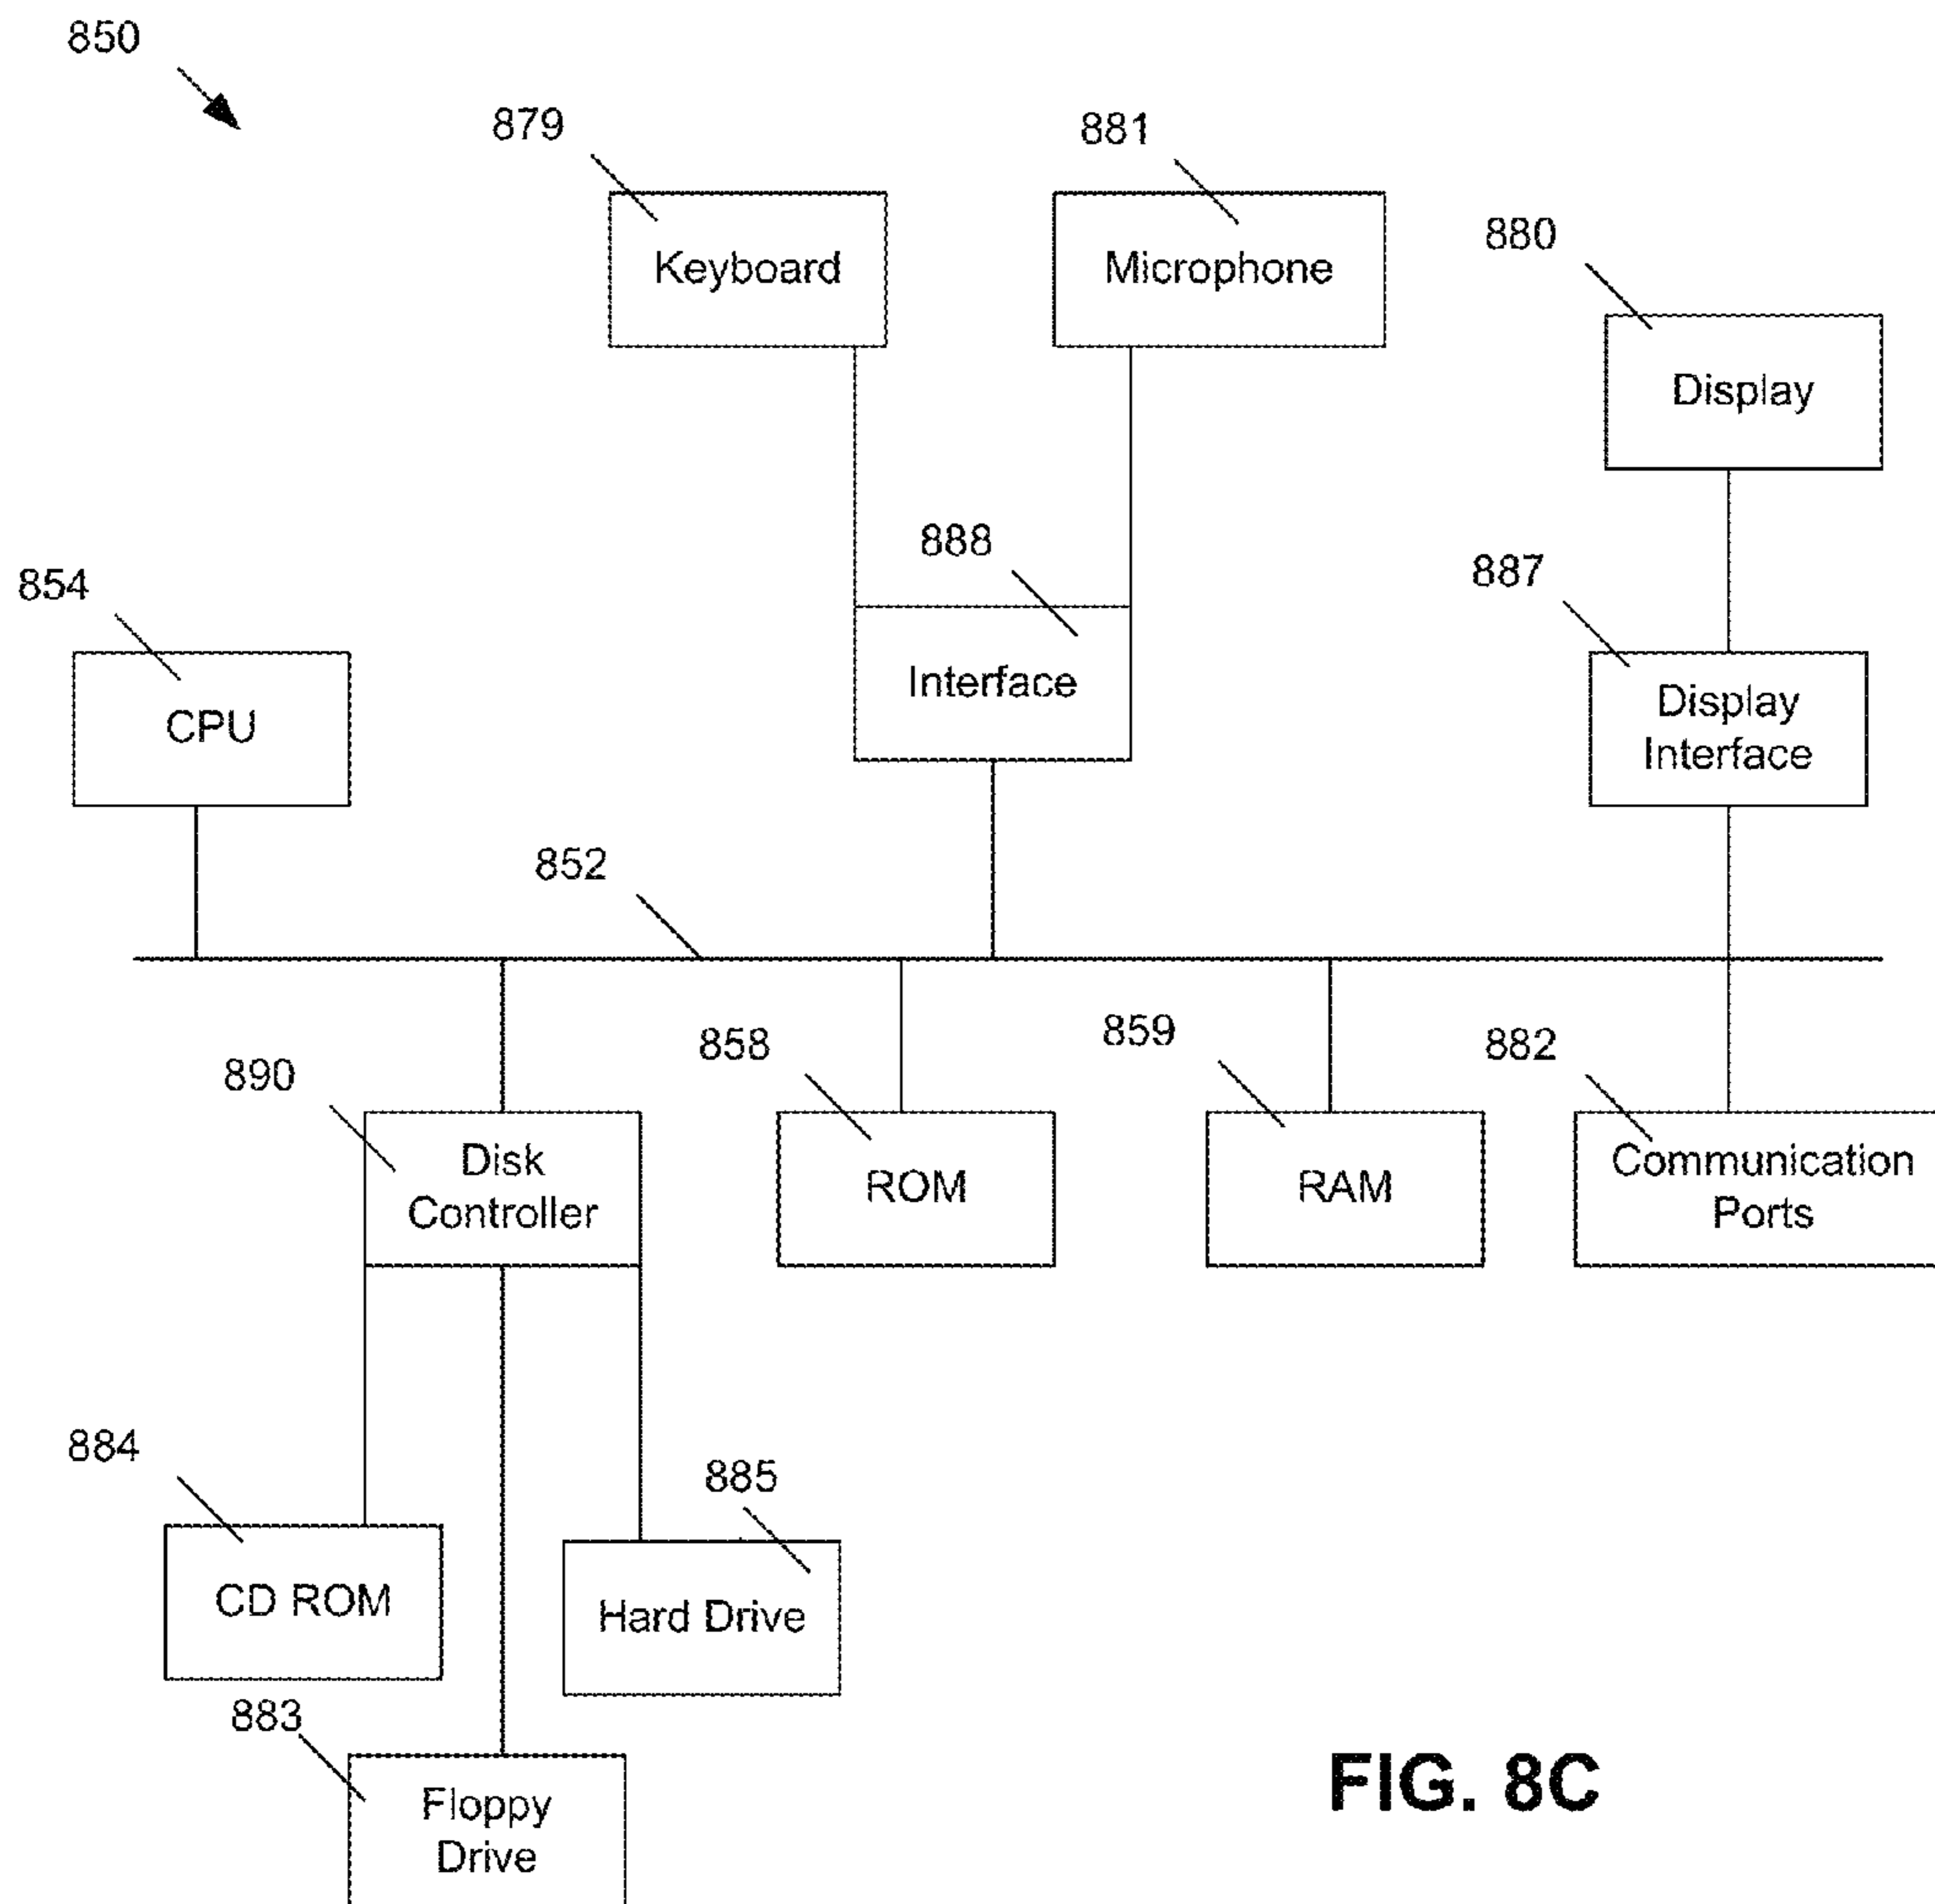 850
879
881
Keyboard
Microphone
880
Display
888
887
854
CPU
Interface
Display
Interface
852
890
858
859
882
Disk
Controller
ROM
RAM
Communication
Ports
884
885
CD ROM
Hard Drive
883
Floppy
Drive
FIG. 8C